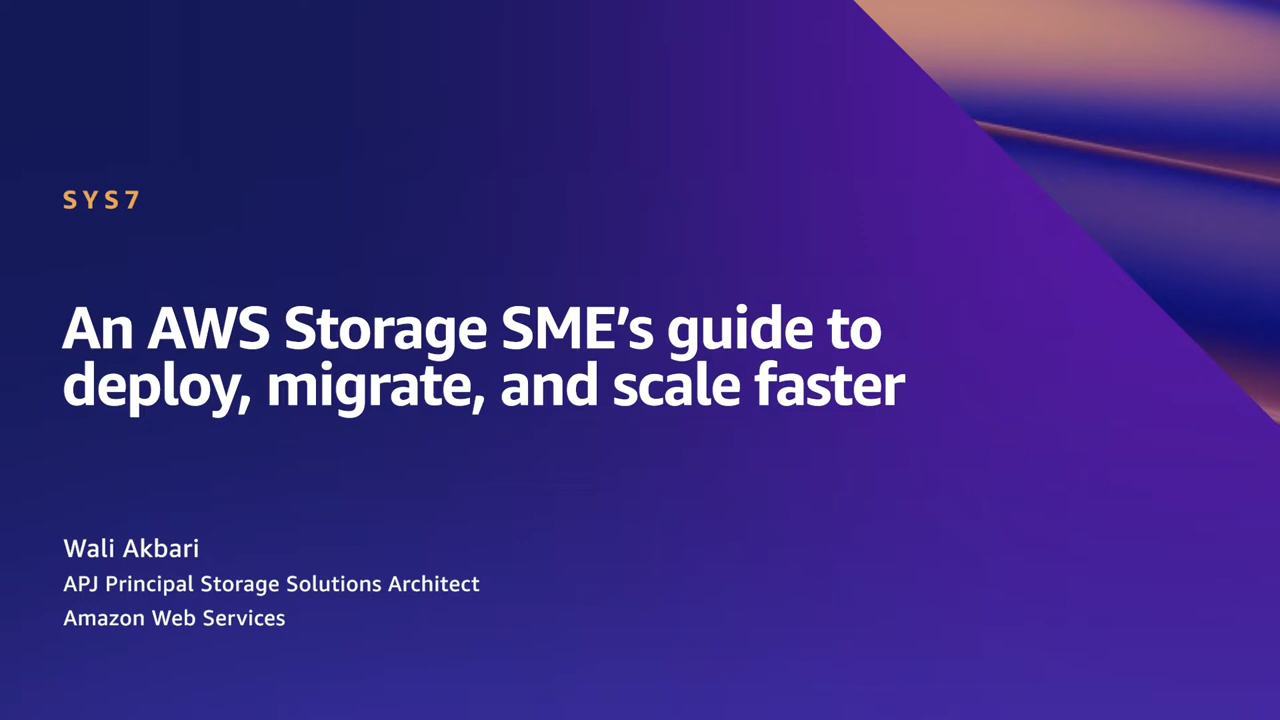 SYS7
An AWS Storage SME’s guide to
deploy, migrate, and scale faster
Wali Akbari
APJ Principal Storage Solutions Architect
Amazon Web Services